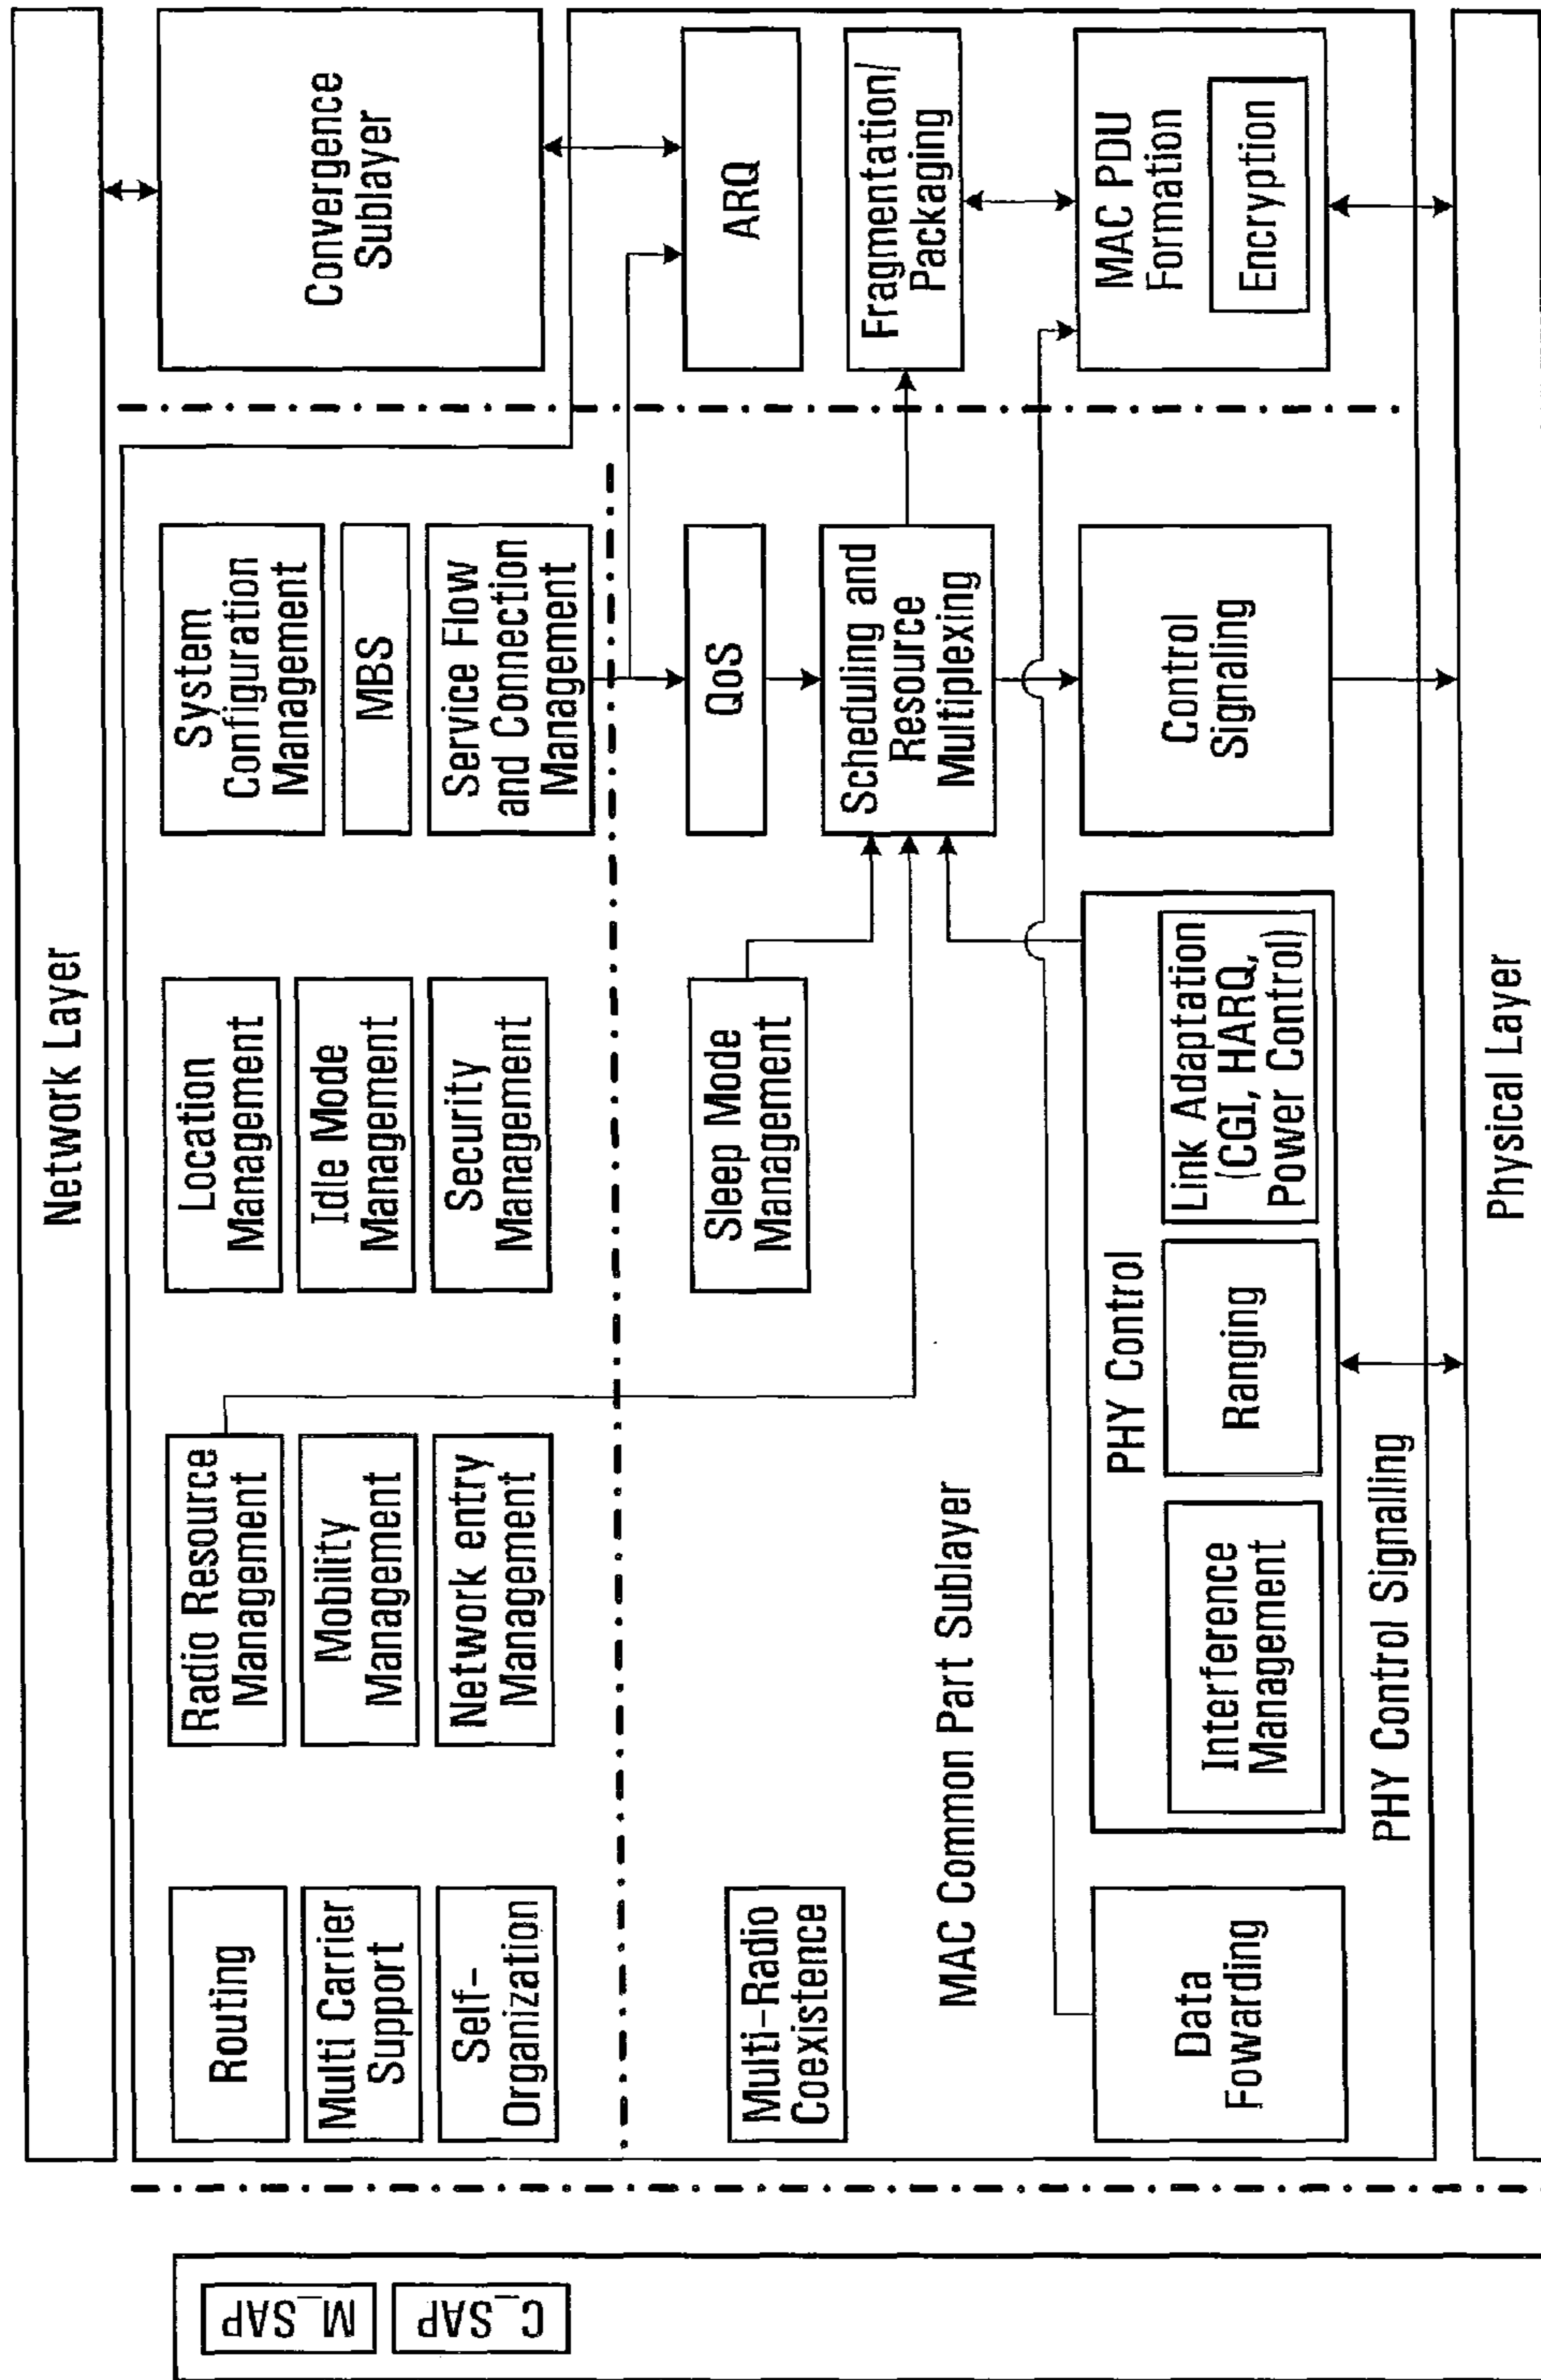 Network Layer
Routing
Radio Resource
Management
Location
Management
System
Configuration
Management
Convergence
Sublayer
Multi Carrier
Support
Mobility
Management
Idle Mode
Management
MBS
Self-
Organization
Network entry
Management
Security
Management
Service Flow
and Connection
Management
M_SAP
C_SAP
Multi-Radio
Coexistence
Sleep Mode
Management
QoS
ARQ
Scheduling and
Resource
Multiplexing
Fragmentation/
Packaging
MAC Common Part Sublayer
Data
Fowarding
PHY Control
Interference
Management
Ranging
Link Adaptation
(CGI, HARQ,
Power Control)
Control
Signaling
MAC PDU
Formation
Encryption
PHY Control Signalling
Physical Layer